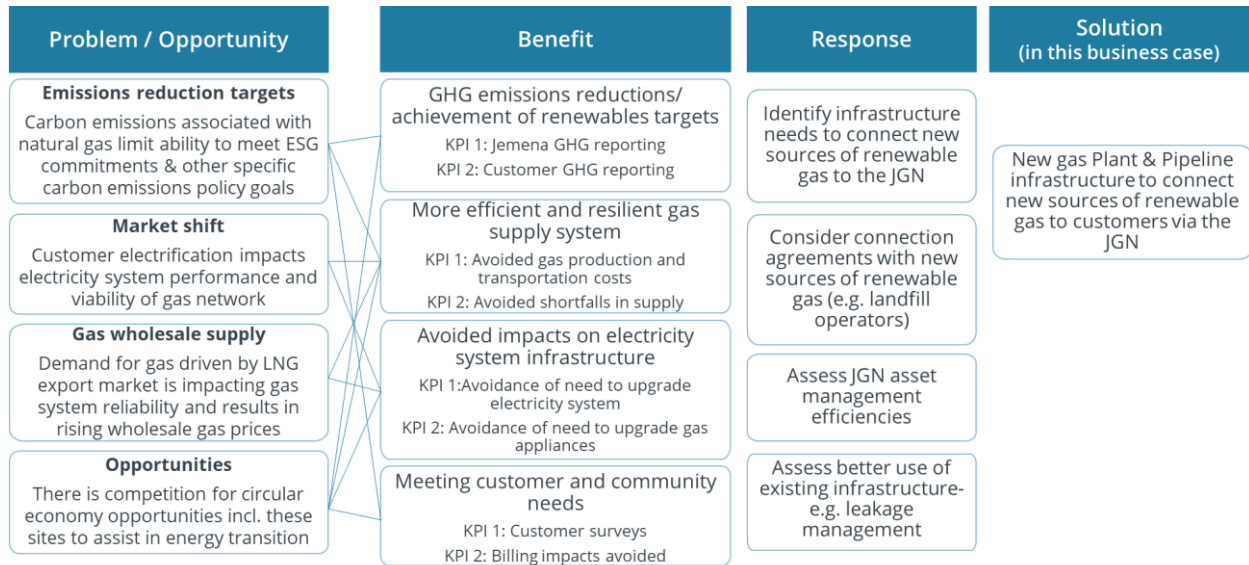 Problem / Opportunity
Emissions reduction targets
Carbon emissions associated with
natural gas limit ability to meet ESG
commitments & other specific
carbon emissions policy goals
Market shift
Customer electrification impacts
electricity system performance and
viability of gas network
Gas wholesale supply
Demand for gas driven by LNG
export market is impacting gas
system reliability and results in
rising wholesale gas prices
Opportunities
There is competition for circular
economy opportunities incl. these
sites to assist in energy transition
Benefit
GHG emissions reductions/
achievement of renewables targets
KPI 1: Jemena GHG reporting
KPI 2: Customer GHG reporting
More efficient and resilient gas
supply system
KPI 1: Avoided gas production and
transportation costs
KPI 2: Avoided shortfalls in supply
Avoided impacts on electricity
system infrastructure
KPI 1:Avoidance of need to upgrade
electricity system
KPI 2: Avoidance of need to upgrade gas
appliances
Meeting customer and community
needs
KPI 1: Customer surveys
KPI 2: Billing impacts avoided
Response
Identify infrastructure
needs to connect new
sources of renewable
gas to the JGN
Consider connection
agreements with new
sources of renewable
gas (e.g. landfill
operators)
Assess JGN asset
management
efficiencies
Assess better use of
existing infrastructure-
e.g. leakage
management
Solution
(in this business case)
New gas Plant & Pipeline
infrastructure to connect
new sources of renewable
gas to customers via the
JGN